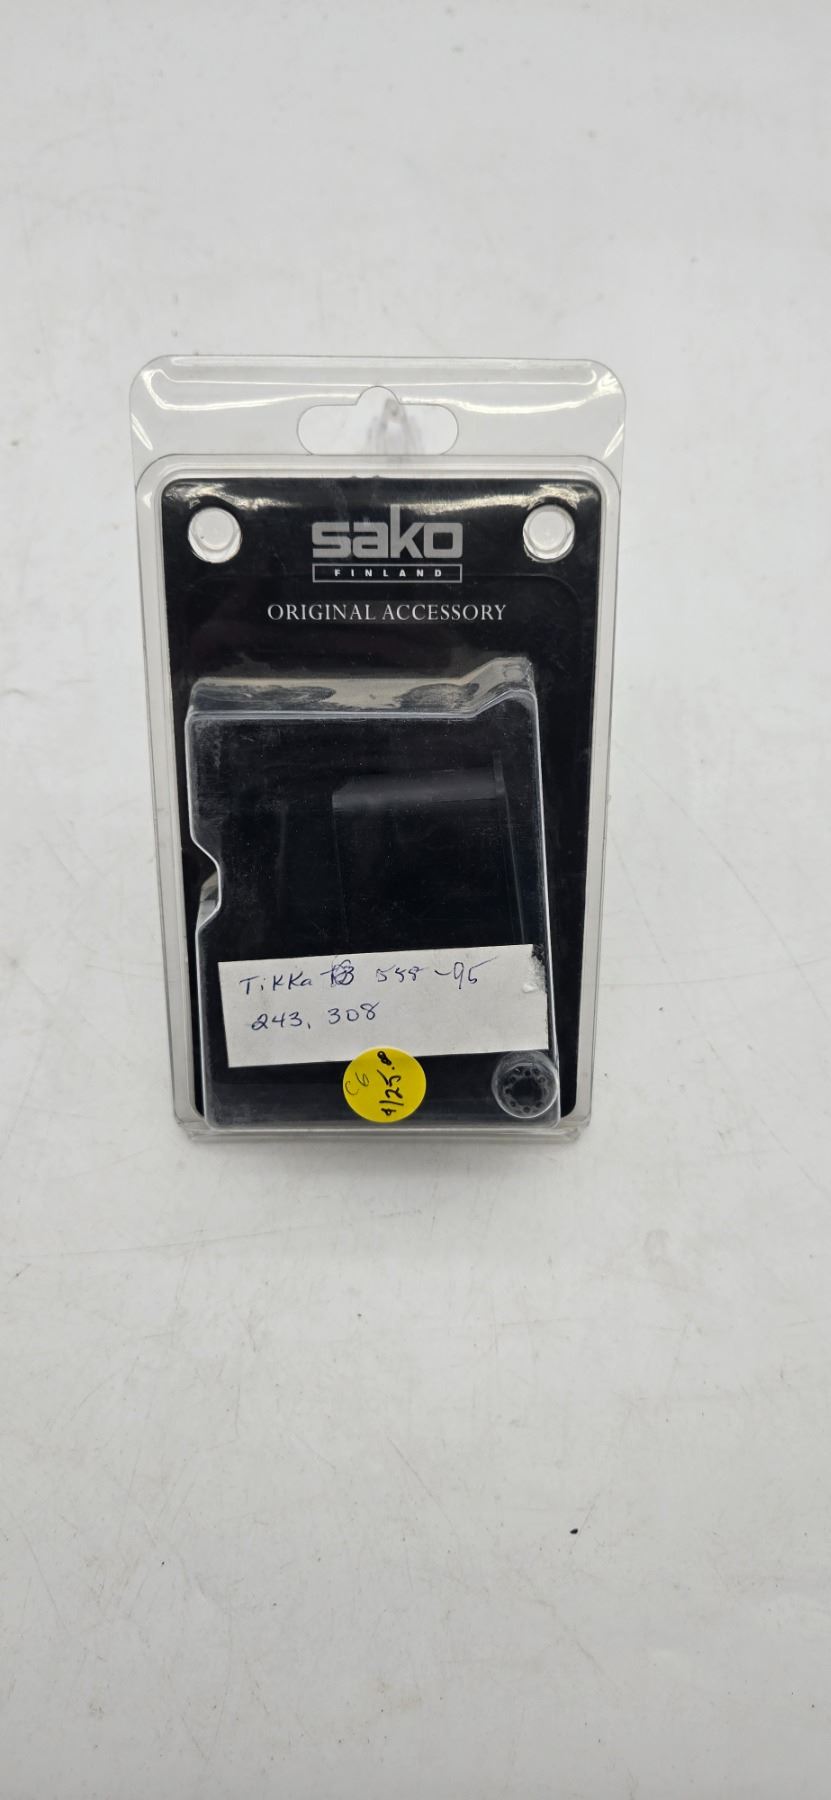 sako
FINLAND
ORIGINAL ACCESSORY
TiKKa 558-95
243, 308
C6
$125.00